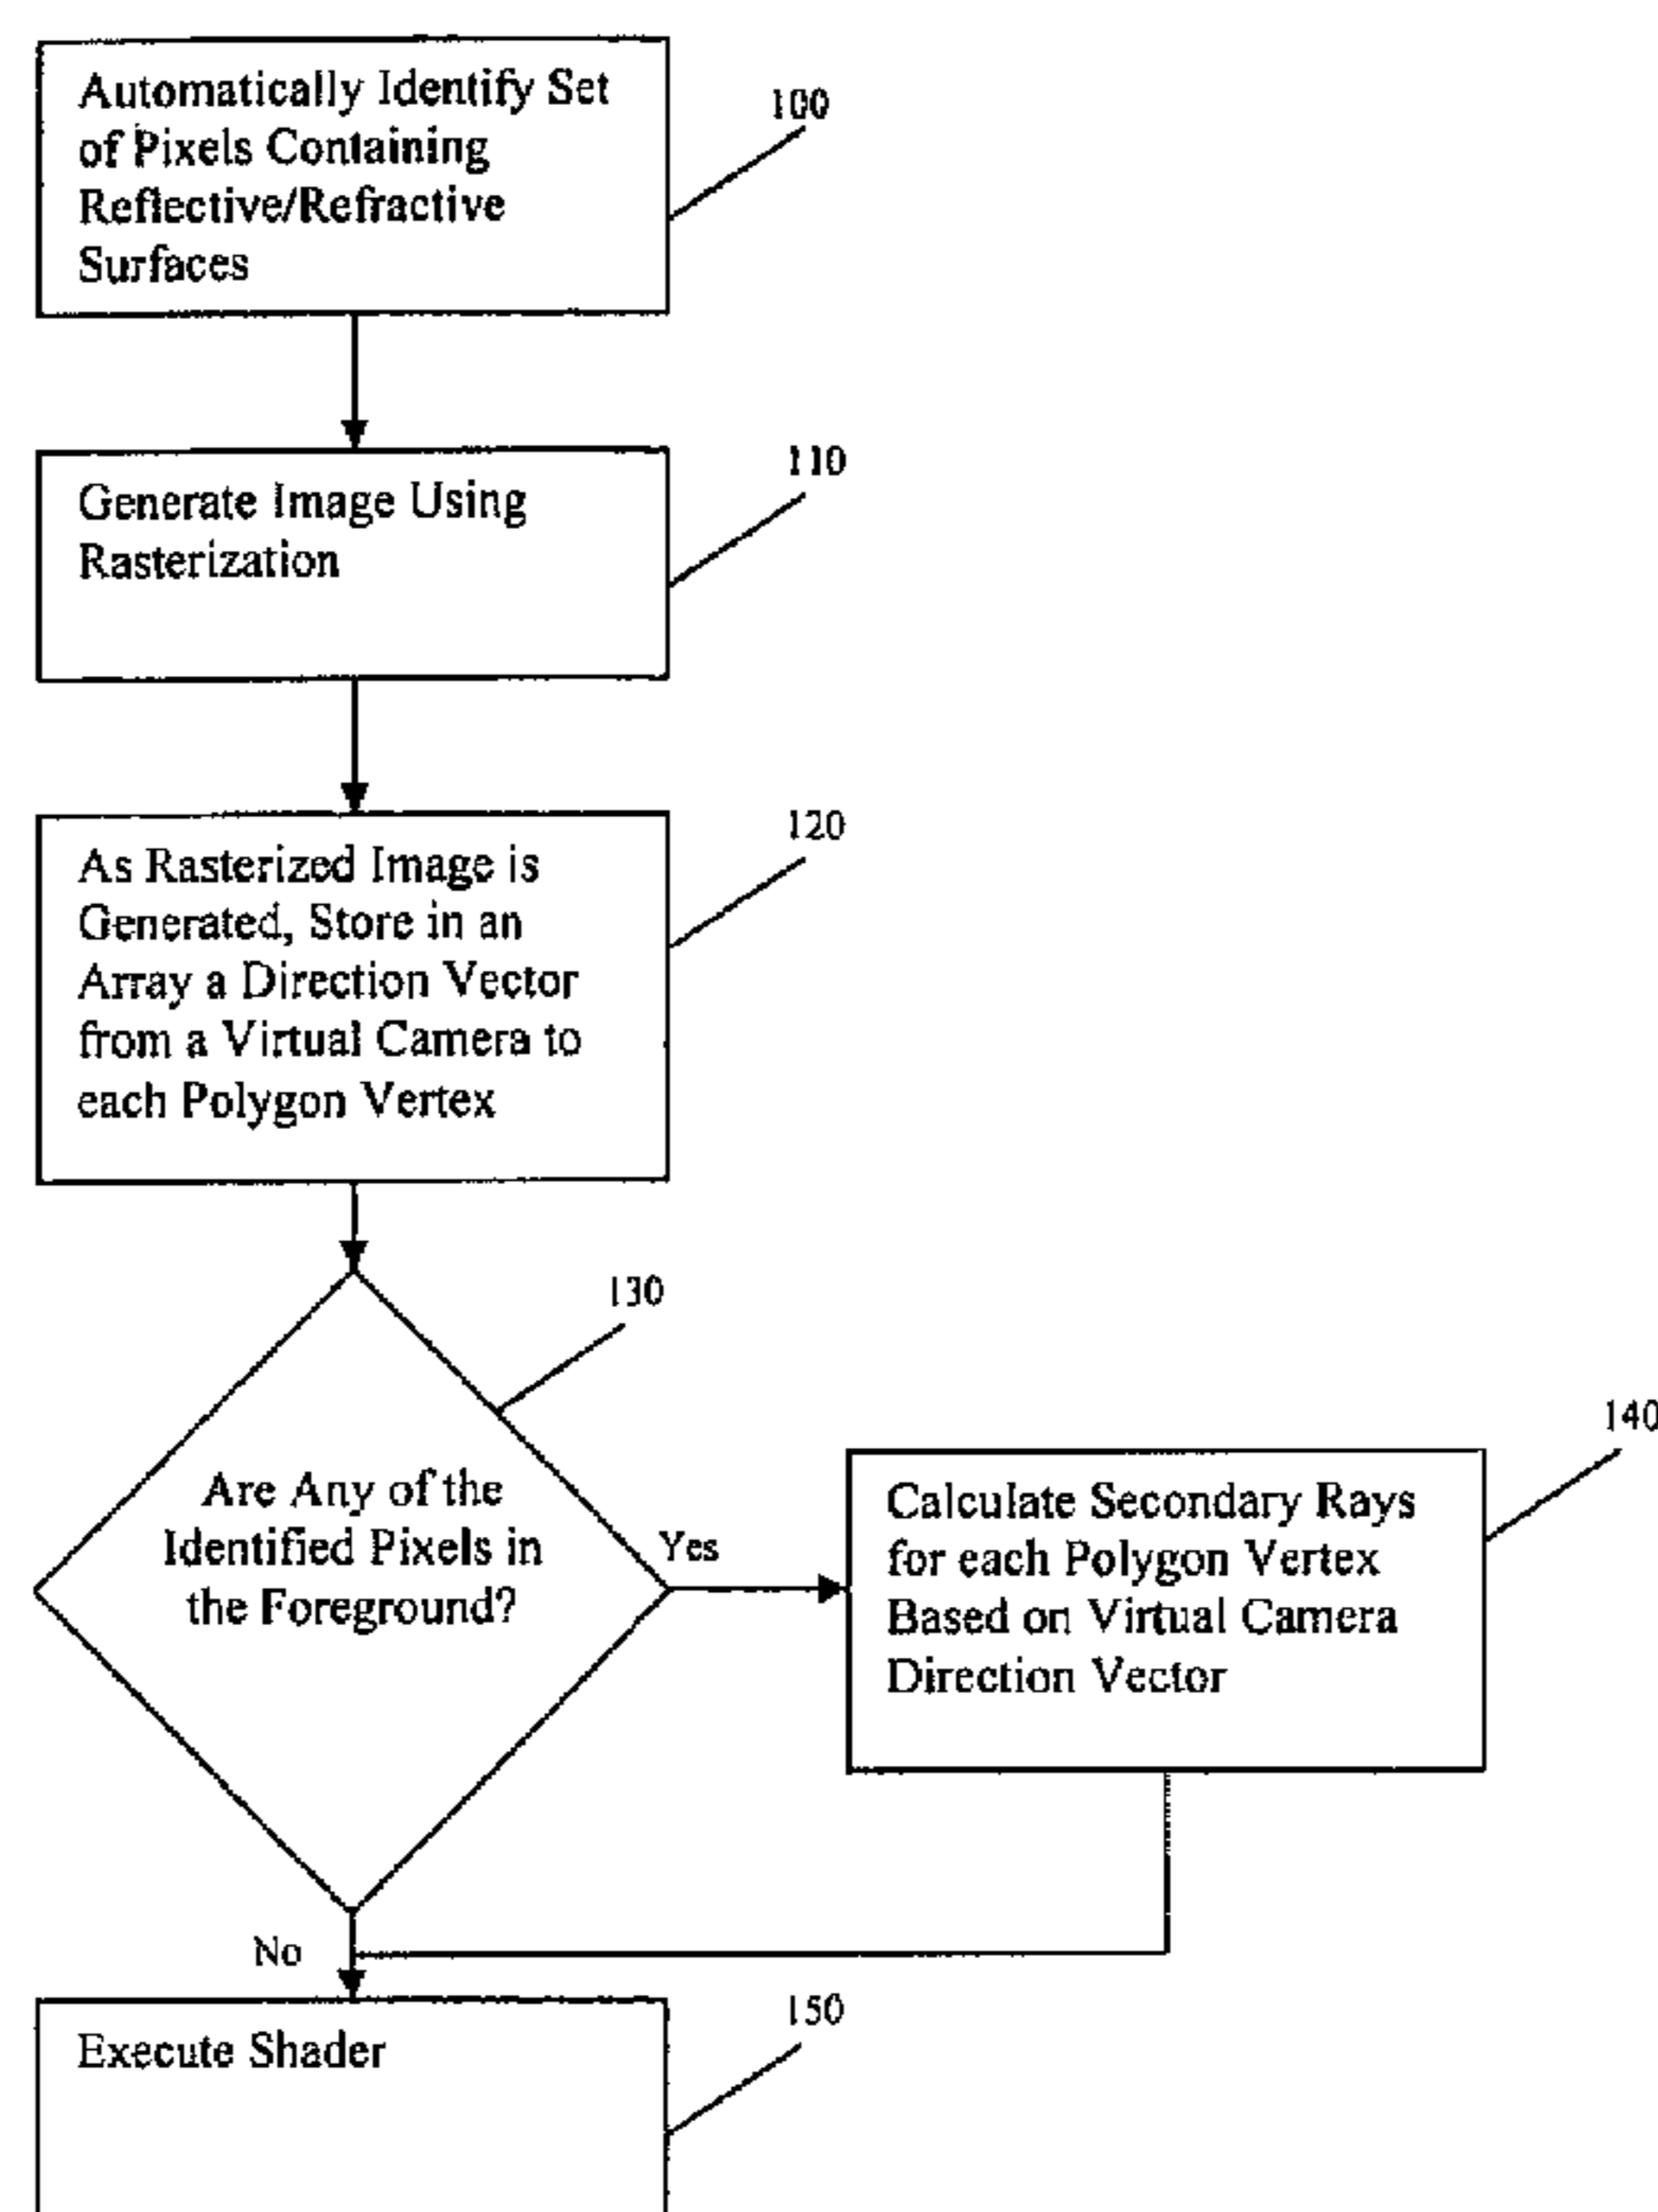 Automatically Identify Set
of Pixels Containing
Reflective/Refractive
Surfaces
100
Generate Image Using
Rasterization
110
As Rasterized Image is
Generated, Store in an
Array a Direction Vector
from a Virtual Camera to
each Polygon Vertex
120
130
Are Any of the
Identified Pixels in
the Foreground?
Yes
140
Calculate Secondary Rays
for each Polygon Vertex
Based on Virtual Camera
Direction Vector
No
Execute Shader
150